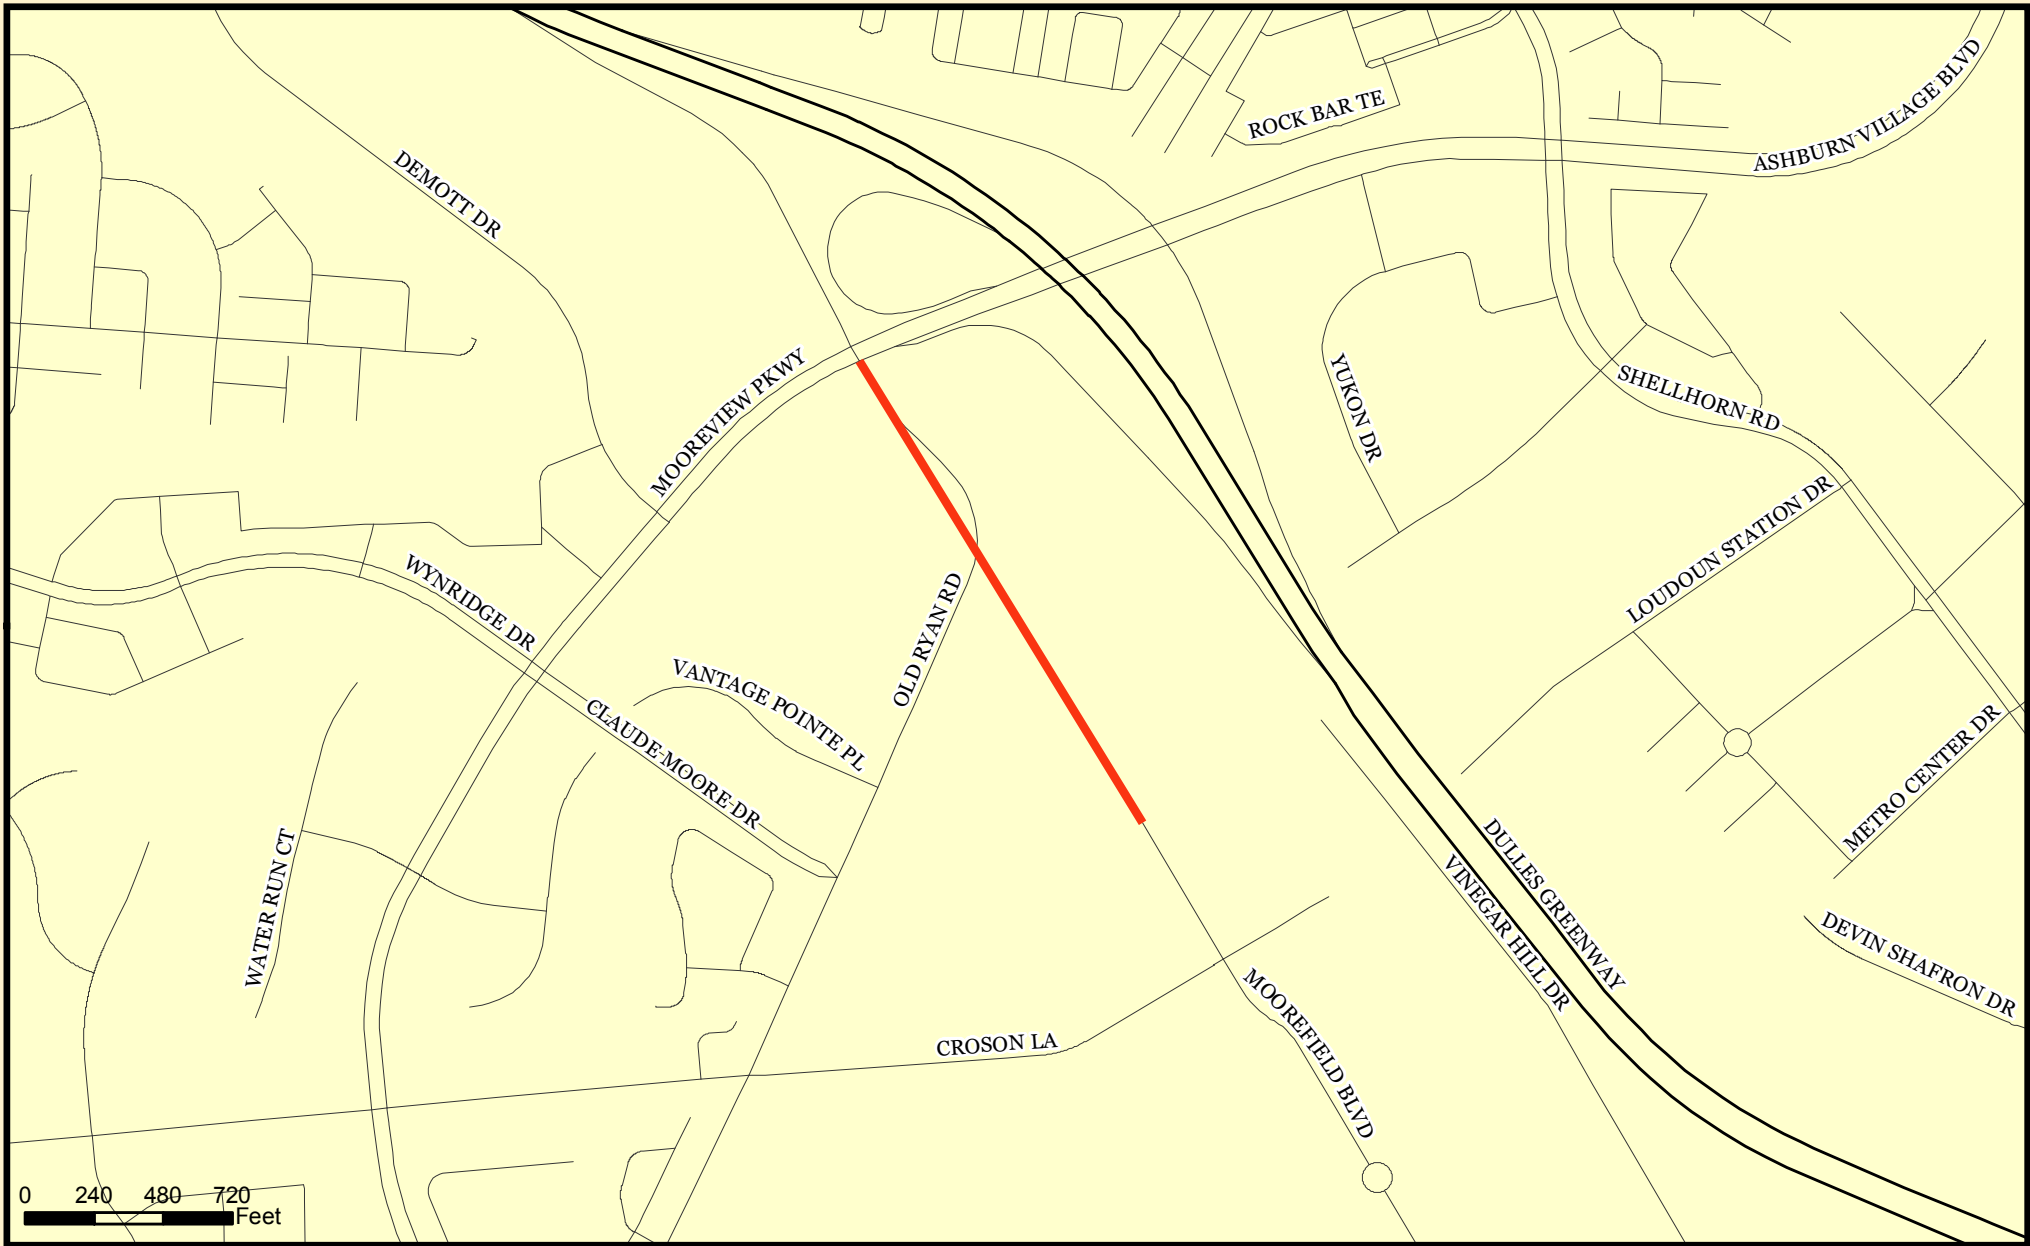 ROCK BAR TE
ASHBURN VILLAGE BLVD
DEMOTT DR
MOOREVIEW PKWY
YUKON DR
SHELLHORN RD
LOUDOUN STATION DR
WYNRIDGE DR
OLD RYAN RD
VANTAGE POINTE PL
CLAUDE MOORE DR
METRO CENTER DR
WATER RUN CT
DULLES GREENWAY
VINEGAR HILL DR
DEVIN SHAFRON DR
MOOREFIELD BLVD
CROSON LA
0 240 480 720
Feet